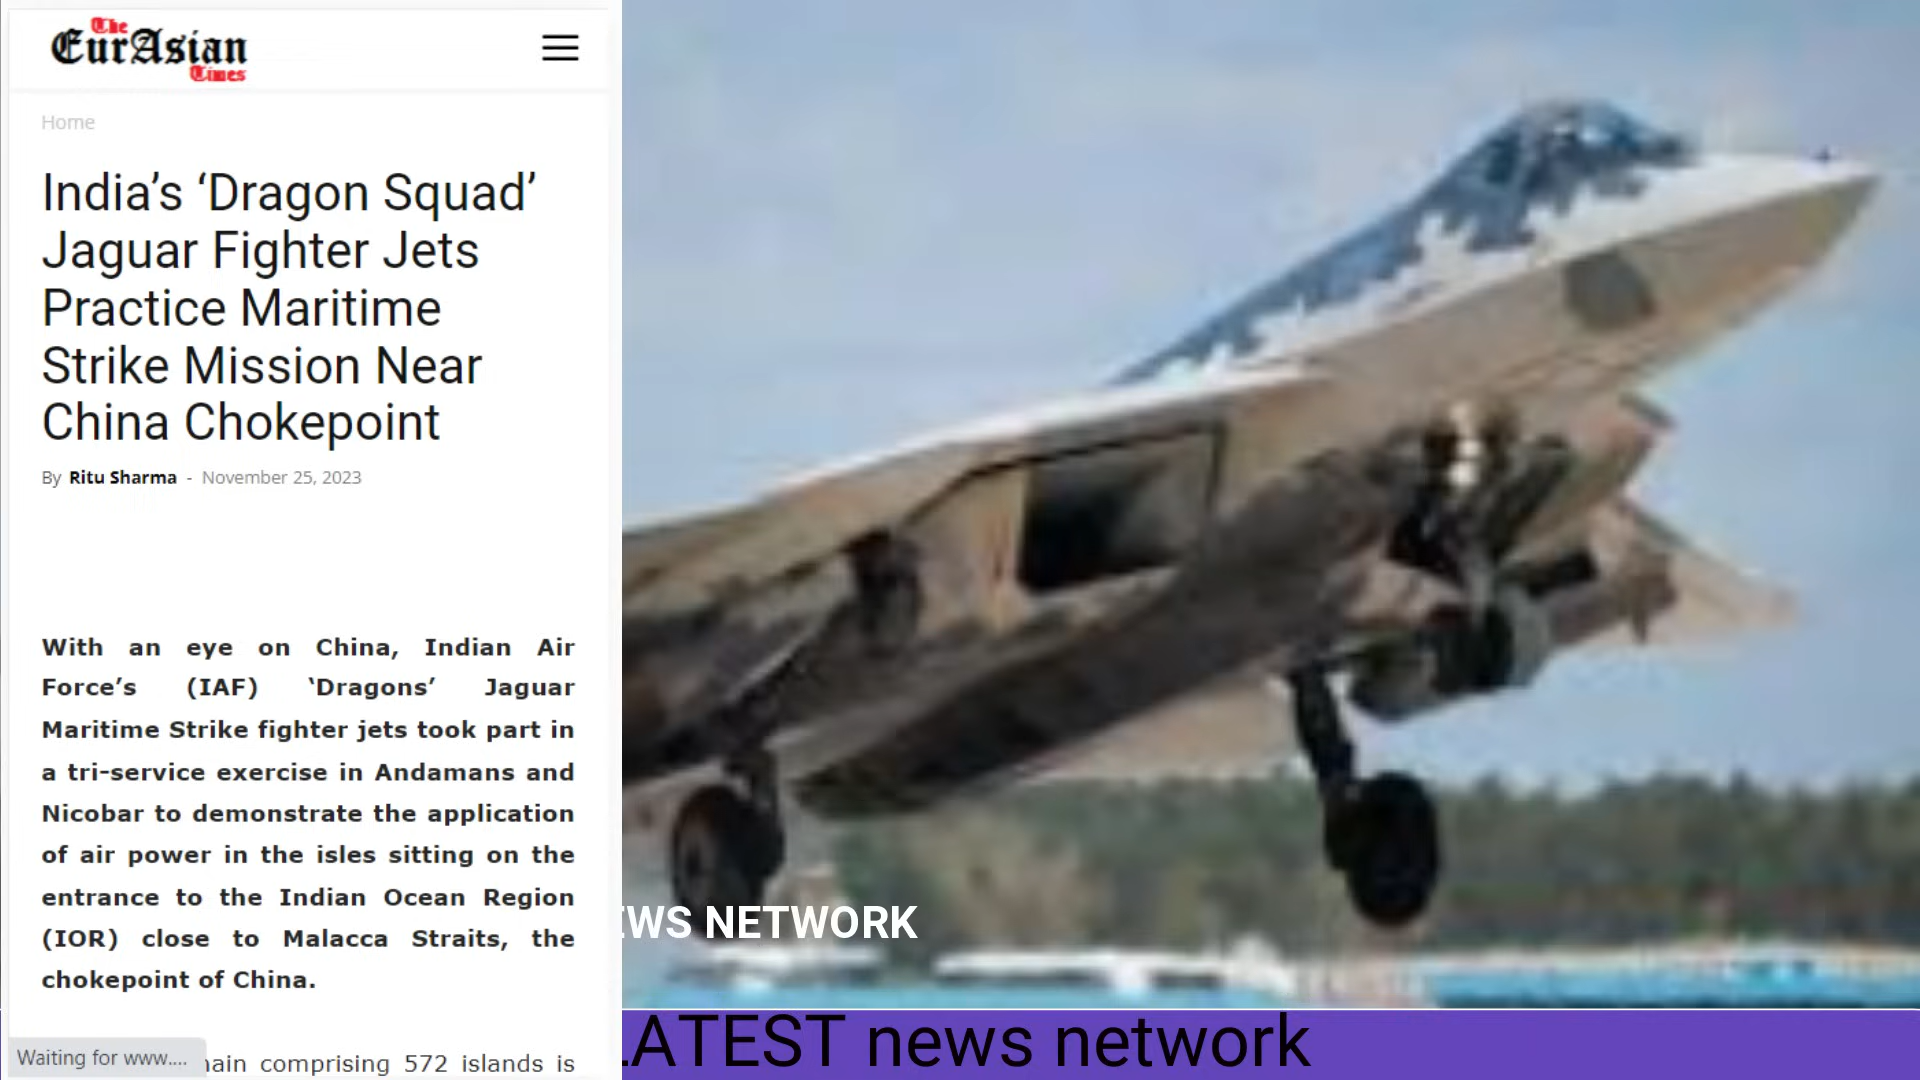 The
EurAsian
Times
Home
India’s ‘Dragon Squad’
Jaguar Fighter Jets
Practice Maritime
Strike Mission Near
China Chokepoint
By Ritu Sharma - November 25, 2023
With an eye on China, Indian Air
Force’s (IAF) ‘Dragons’ Jaguar
Maritime Strike fighter jets took part in
a tri-service exercise in Andamans and
Nicobar to demonstrate the application
of air power in the isles sitting on the
entrance to the Indian Ocean Region
(IOR) close to Malacca Straits, the
chokepoint of China.
comprising 572 islands is
Waiting for www....
EWS NETWORK
LATEST news network